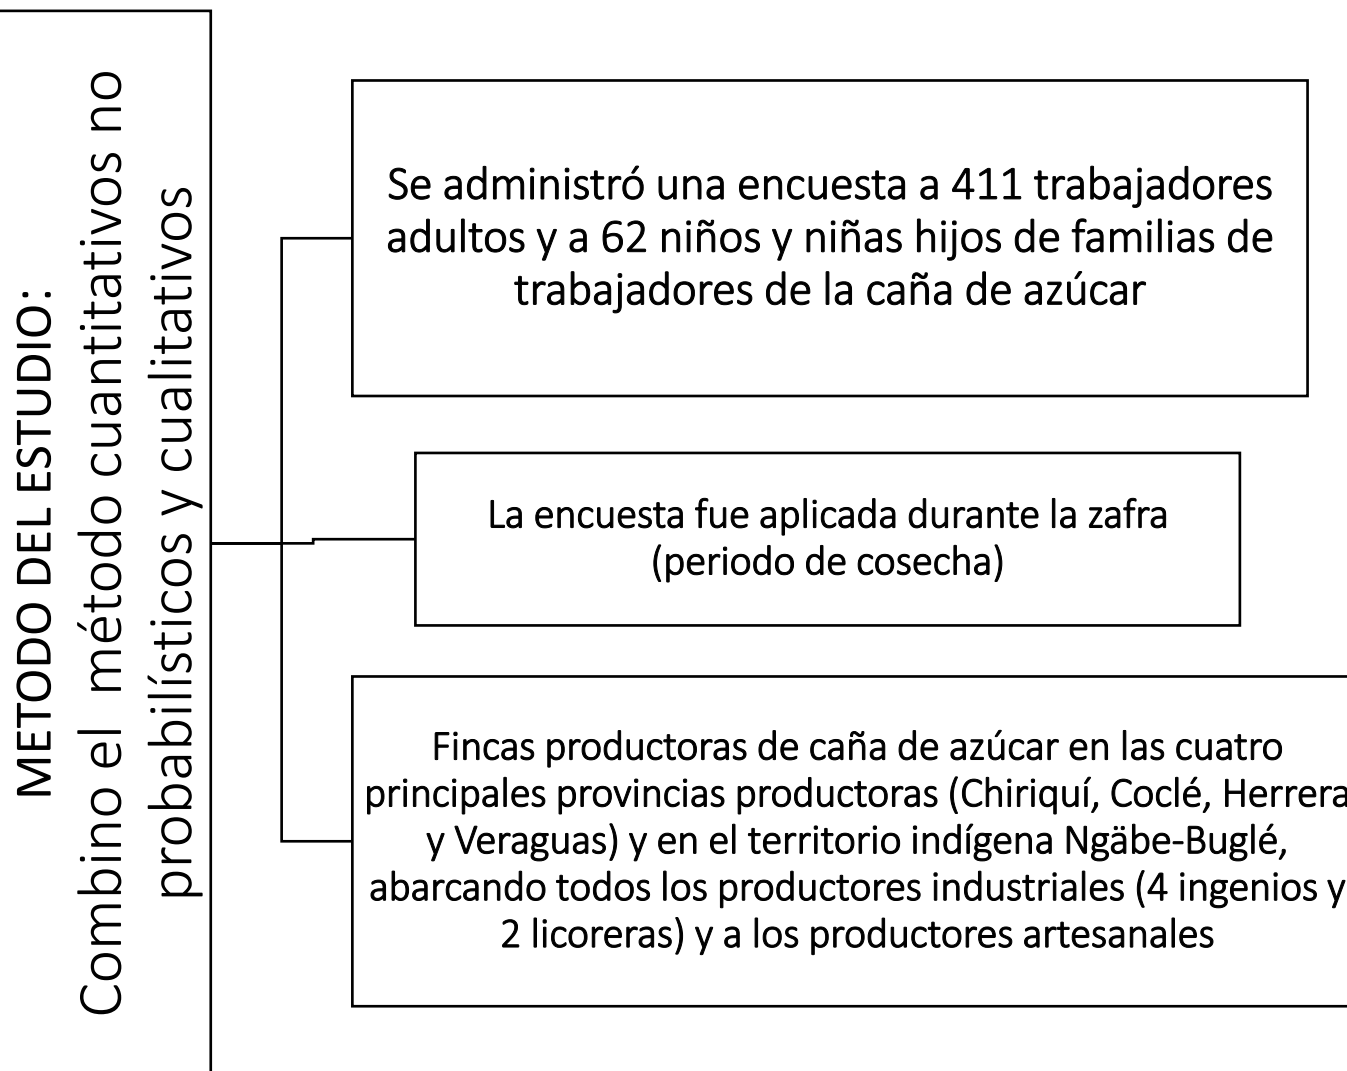 METODO DEL ESTUDIO:
Combino el método cuantitativos no
probabilísticos y cualitativos
Se administró una encuesta a 411 trabajadores
adultos y a 62 niños y niñas hijos de familias de
trabajadores de la caña de azúcar
La encuesta fue aplicada durante la zafra
(periodo de cosecha)
Fincas productoras de caña de azúcar en las cuatro
principales provincias productoras (Chiriquí, Coclé, Herrera
y Veraguas) y en el territorio indígena Ngäbe-Buglé,
abarcando todos los productores industriales (4 ingenios y
2 licoreras) y a los productores artesanales